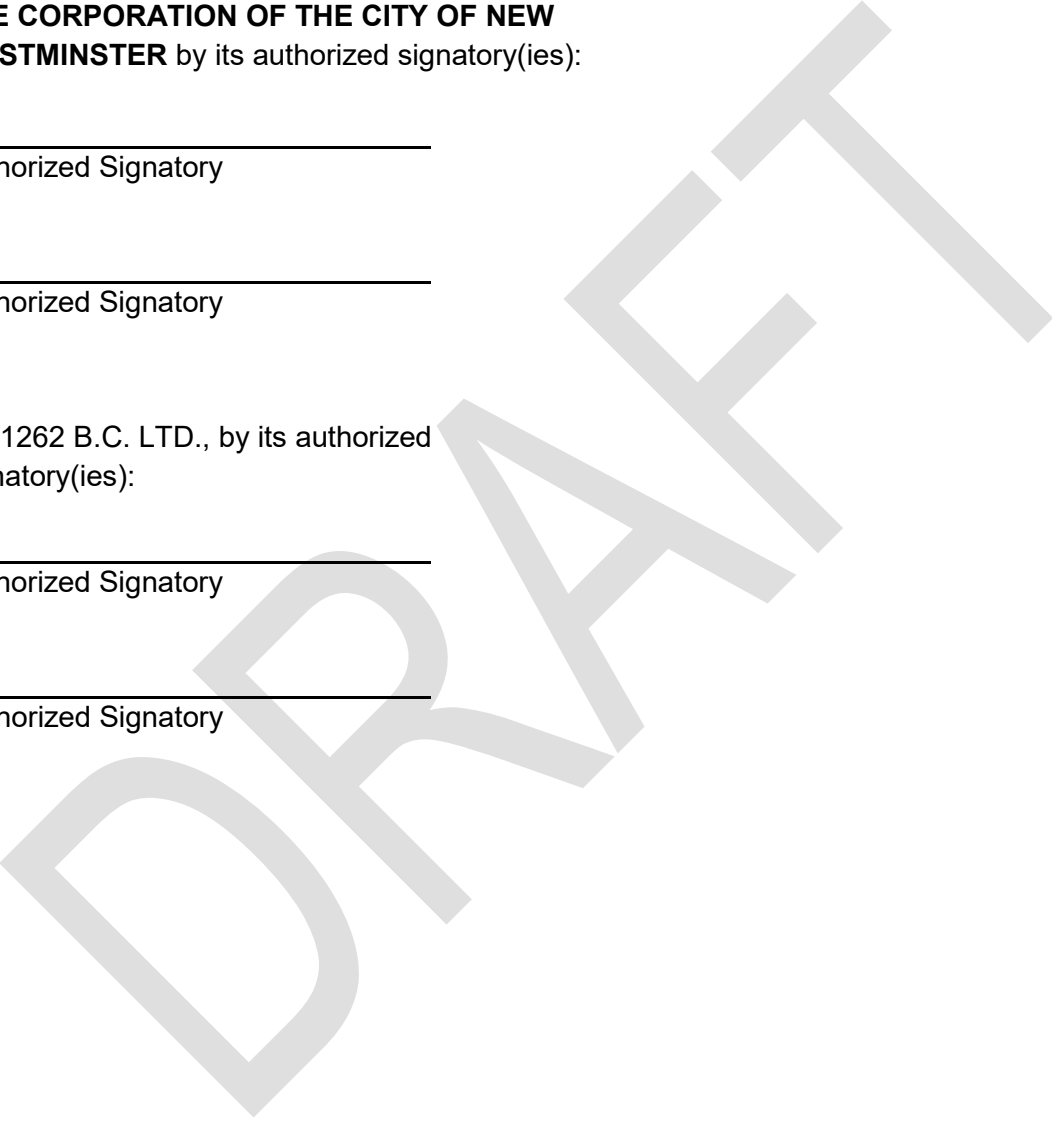 E CORPORATION OF THE CITY OF NEW
STMINSTER by its authorized signatory(ies):
horized Signatory
horized Signatory
1262 B.C. LTD., by its authorized
natory(ies):
horized Signatory
horized Signatory
DRAFT